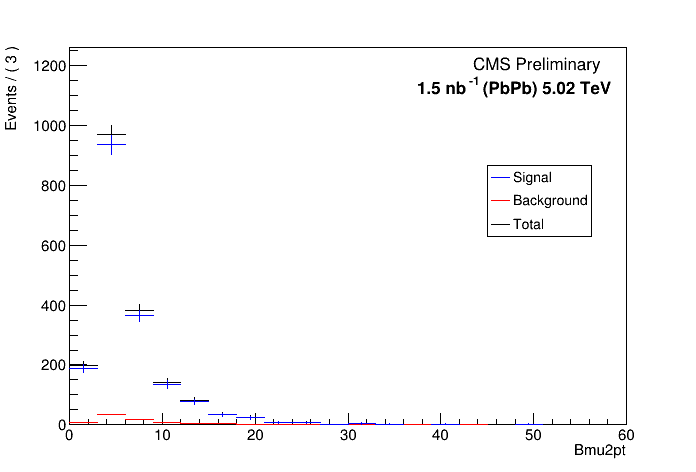 Events / ( 3 )
1200
1000
800
600
400
200
0
CMS Preliminary
1.5 nb⁻¹ (PbPb) 5.02 TeV
Signal
Background
Total
0 10 20 30 40 50 60
Bmu2pt